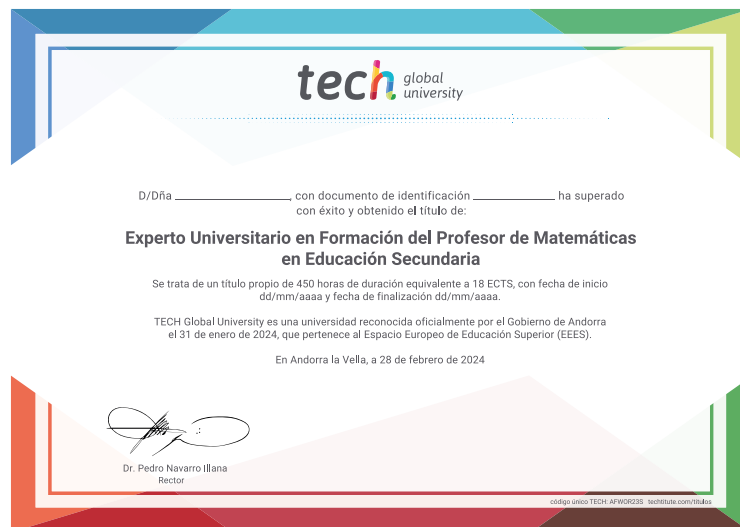 tech global
university
D/Dña ____________________, con documento de identificación ______________ ha superado
con éxito y obtenido el título de:
Experto Universitario en Formación del Profesor de Matemáticas
en Educación Secundaria
Se trata de un título propio de 450 horas de duración equivalente a 18 ECTS, con fecha de inicio
dd/mm/aaaa y fecha de finalización dd/mm/aaaa.
TECH Global University es una universidad reconocida oficialmente por el Gobierno de Andorra
el 31 de enero de 2024, que pertenece al Espacio Europeo de Educación Superior (EEES).
En Andorra la Vella, a 28 de febrero de 2024
Dr. Pedro Navarro Illana
Rector
código único TECH: AFWOR23S techtitute.com/titulos